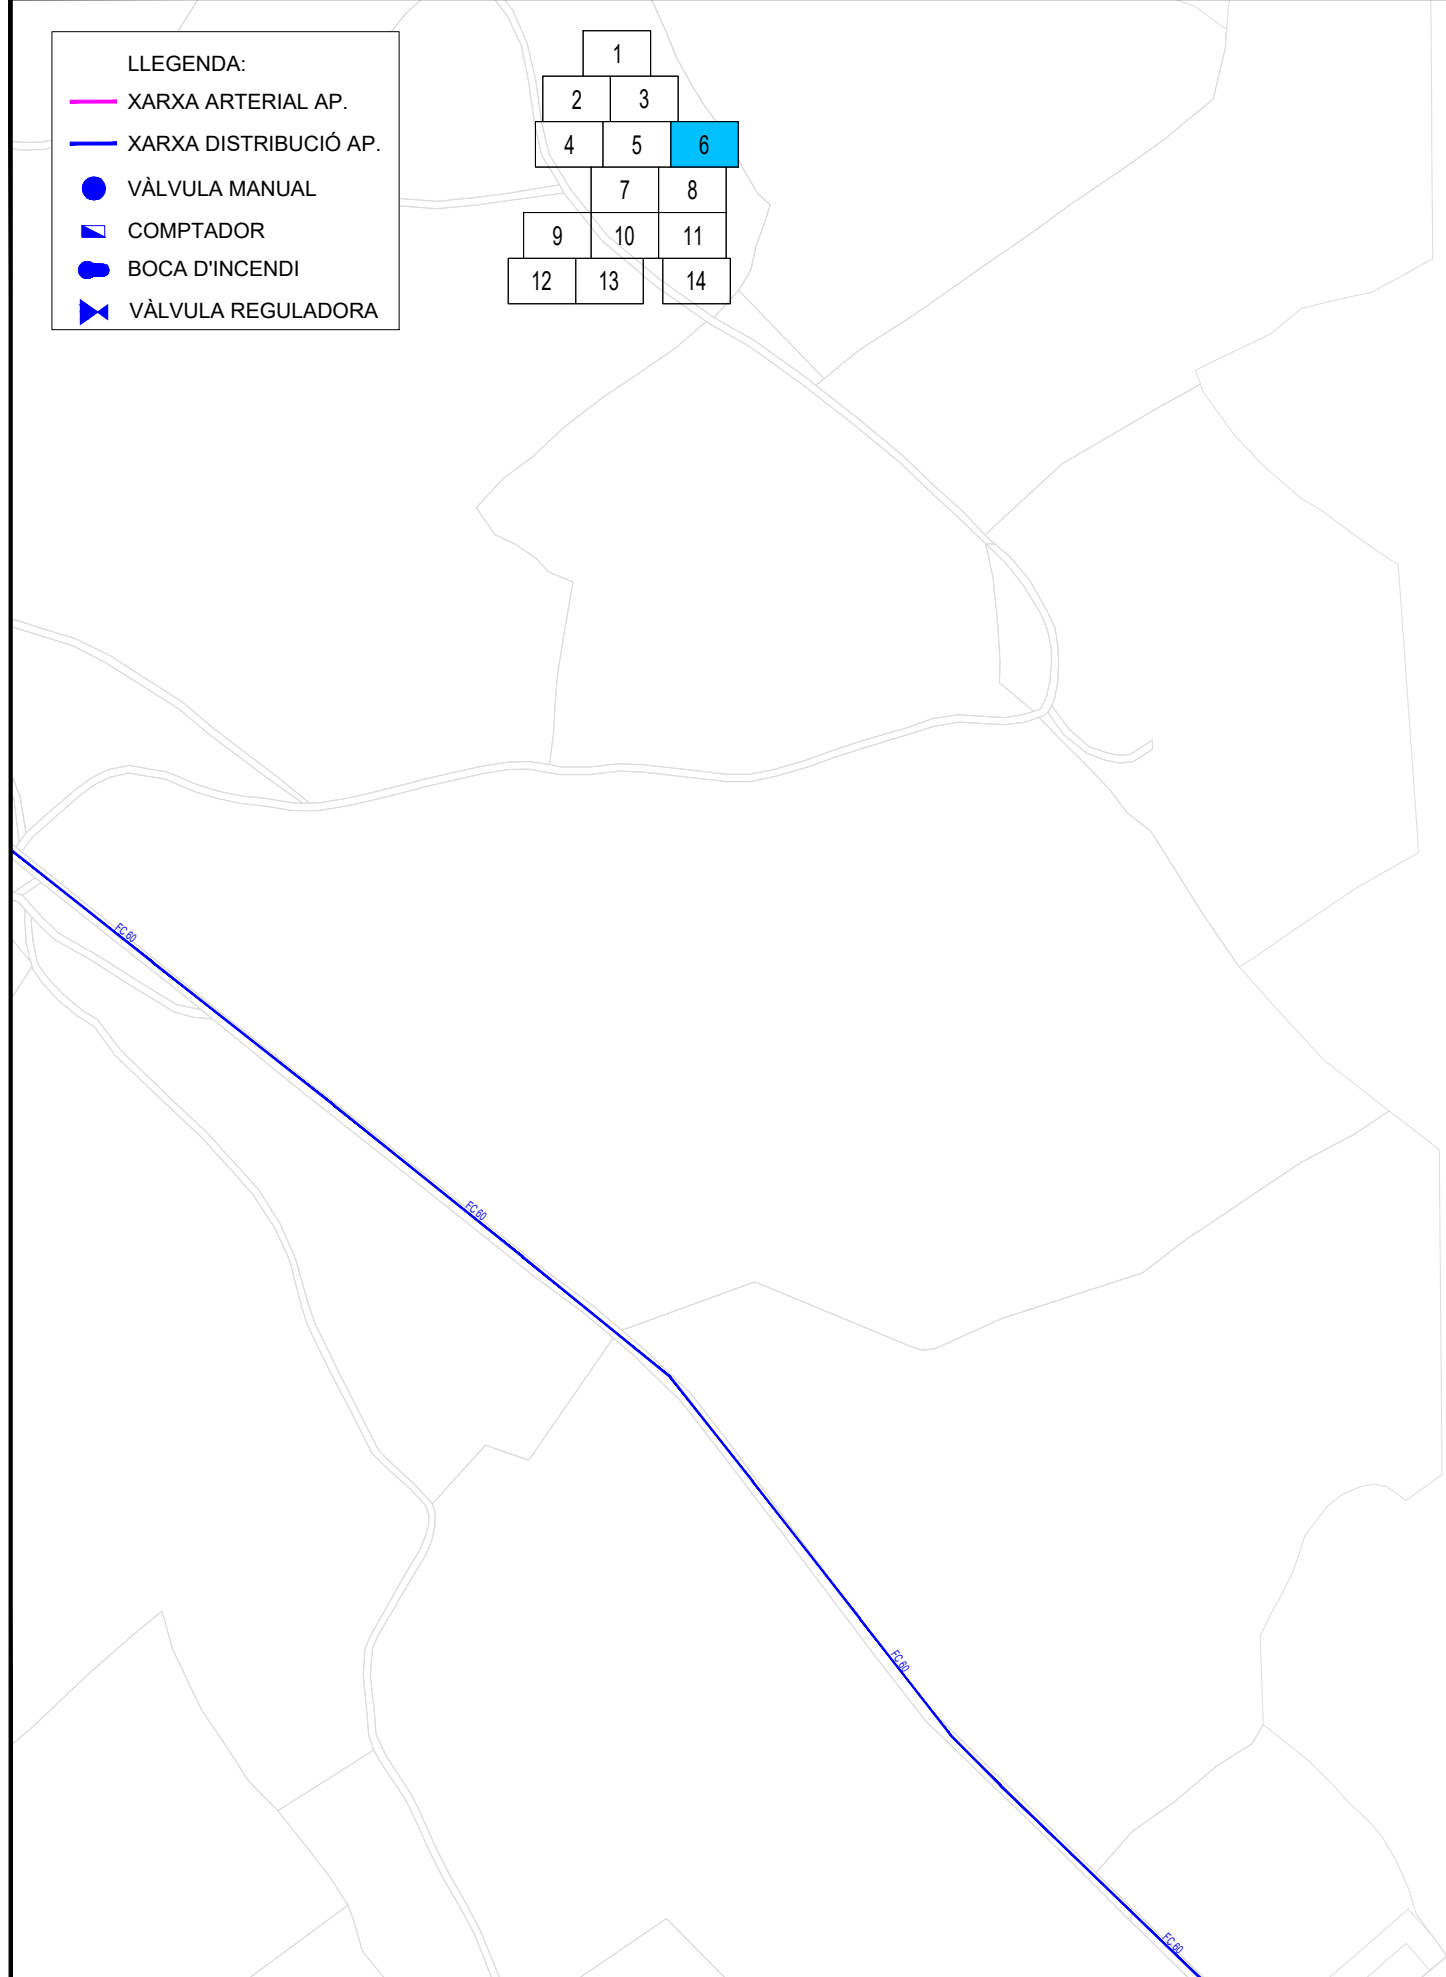 LLEGENDA:
XARXA ARTERIAL AP.
XARXA DISTRIBUCIÓ AP.
VÀLVULA MANUAL
COMPTADOR
BOCA D'INCENDI
VÀLVULA REGULADORA
1
2 3
4 5 6
7 8
9 10 11
12 13 14
FC 60
FC 60
FC 60
FC 60